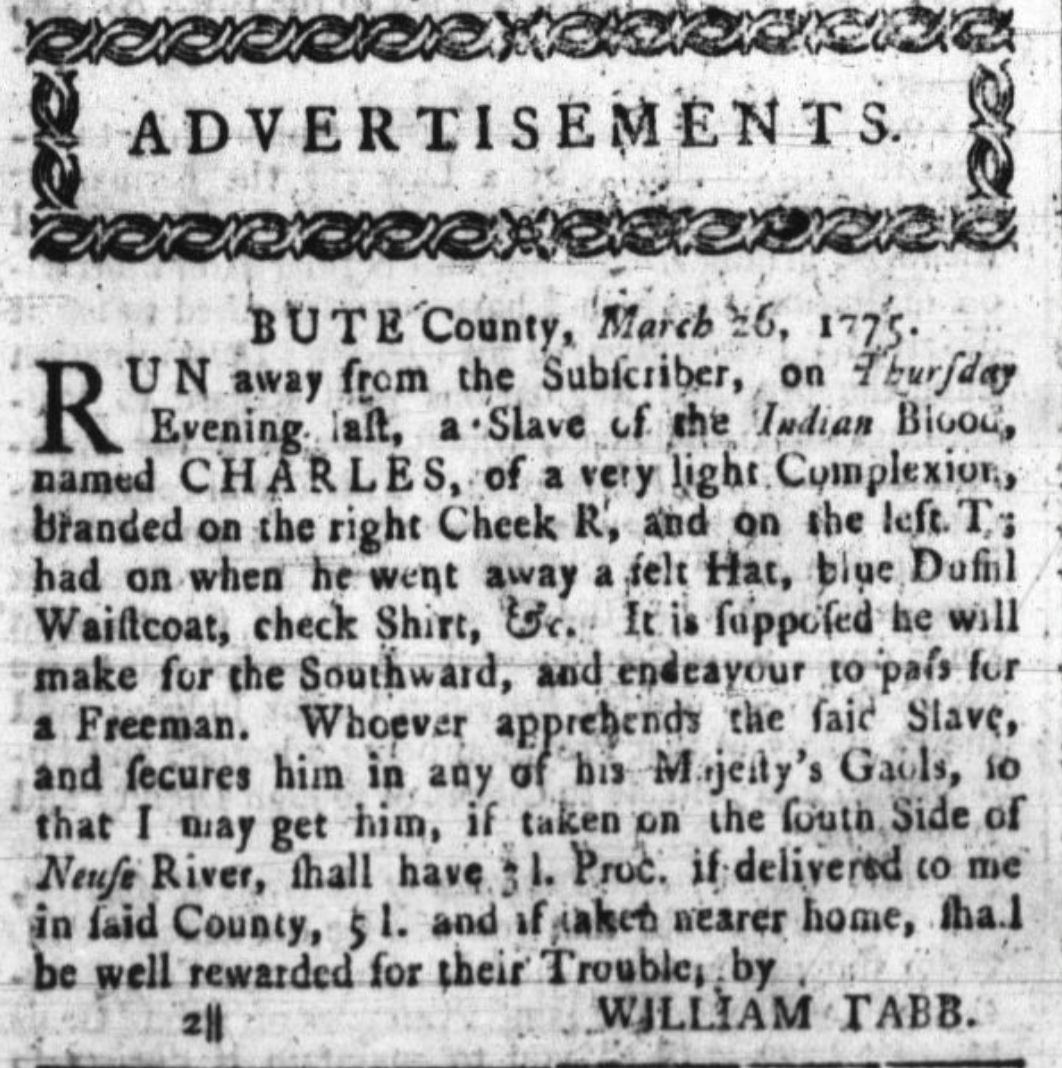 ADVERTISEMENTS.
BUTE County, March 26, 1775.
RUN away from the Subſcriber, on Thurſday
Evening laſt, a Slave of the Indian Blood,
named CHARLES, of a very light Complexion,
branded on the right Cheek R, and on the left T;
had on when he went away a felt Hat, blue Duffil
Waiſtcoat, check Shirt, &c. It is ſuppoſed he will
make for the Southward, and endeavour to paſs for
a Freeman. Whoever apprehends the ſaid Slave,
and ſecures him in any of his Majeſty's Gaols, ſo
that I may get him, if taken on the ſouth Side of
Neuſe River, ſhall have 3 l. Proc. if delivered to me
in ſaid County, 5 l. and if taken nearer home, ſhall
be well rewarded for their Trouble, by
2|| WILLIAM TABB.